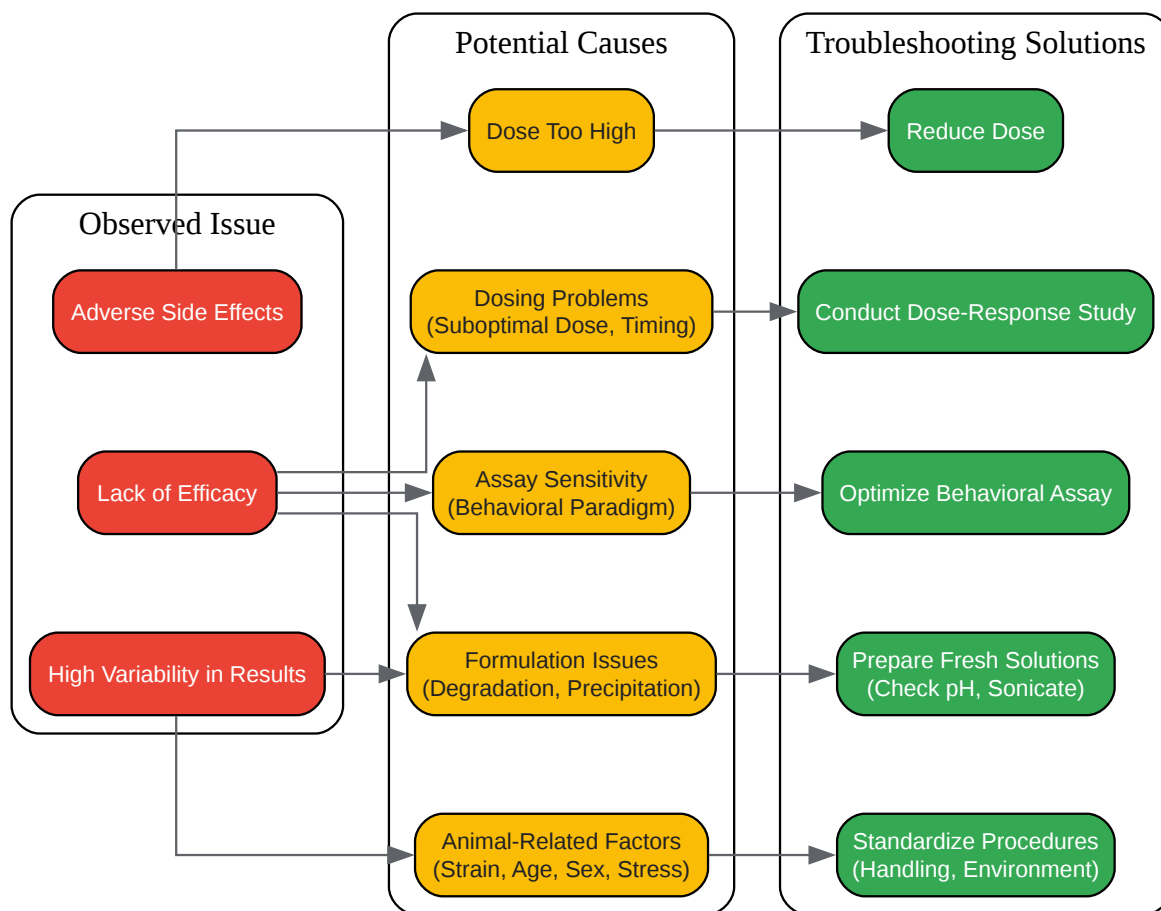 Observed Issue
Adverse Side Effects
Lack of Efficacy
High Variability in Results
Potential Causes
Dose Too High
Dosing Problems
(Suboptimal Dose, Timing)
Assay Sensitivity
(Behavioral Paradigm)
Formulation Issues
(Degradation, Precipitation)
Animal-Related Factors
(Strain, Age, Sex, Stress)
Troubleshooting Solutions
Reduce Dose
Conduct Dose-Response Study
Optimize Behavioral Assay
Prepare Fresh Solutions
(Check pH, Sonicate)
Standardize Procedures
(Handling, Environment)